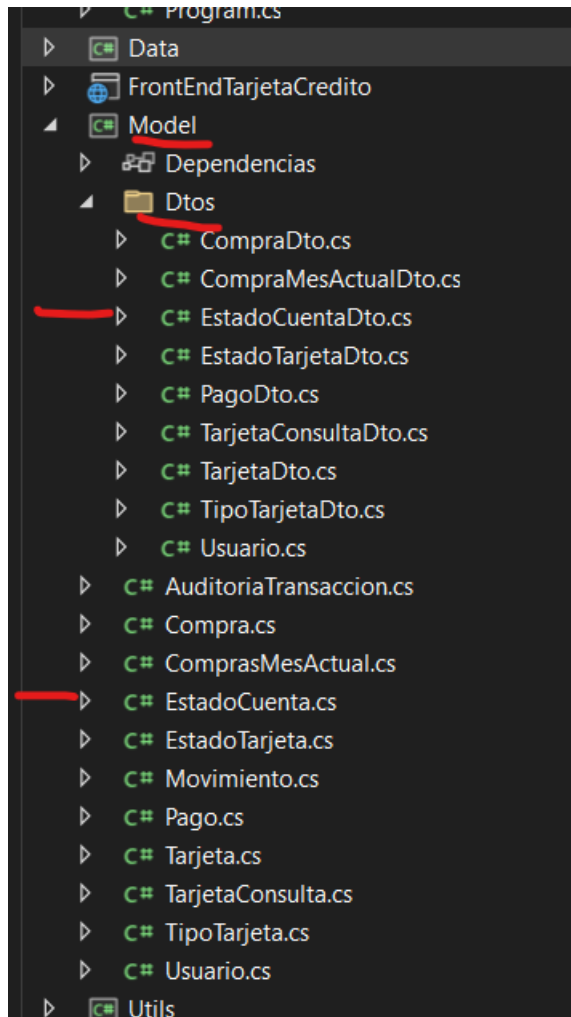 C# Program.cs
C# Data
FrontEndTarjetaCredito
C# Model
Dependencias
Dtos
C# CompraDto.cs
C# CompraMesActualDto.cs
C# EstadoCuentaDto.cs
C# EstadoTarjetaDto.cs
C# PagoDto.cs
C# TarjetaConsultaDto.cs
C# TarjetaDto.cs
C# TipoTarjetaDto.cs
C# Usuario.cs
C# AuditoriaTransaccion.cs
C# Compra.cs
C# ComprasMesActual.cs
C# EstadoCuenta.cs
C# EstadoTarjeta.cs
C# Movimiento.cs
C# Pago.cs
C# Tarjeta.cs
C# TarjetaConsulta.cs
C# TipoTarjeta.cs
C# Usuario.cs
C# Utils